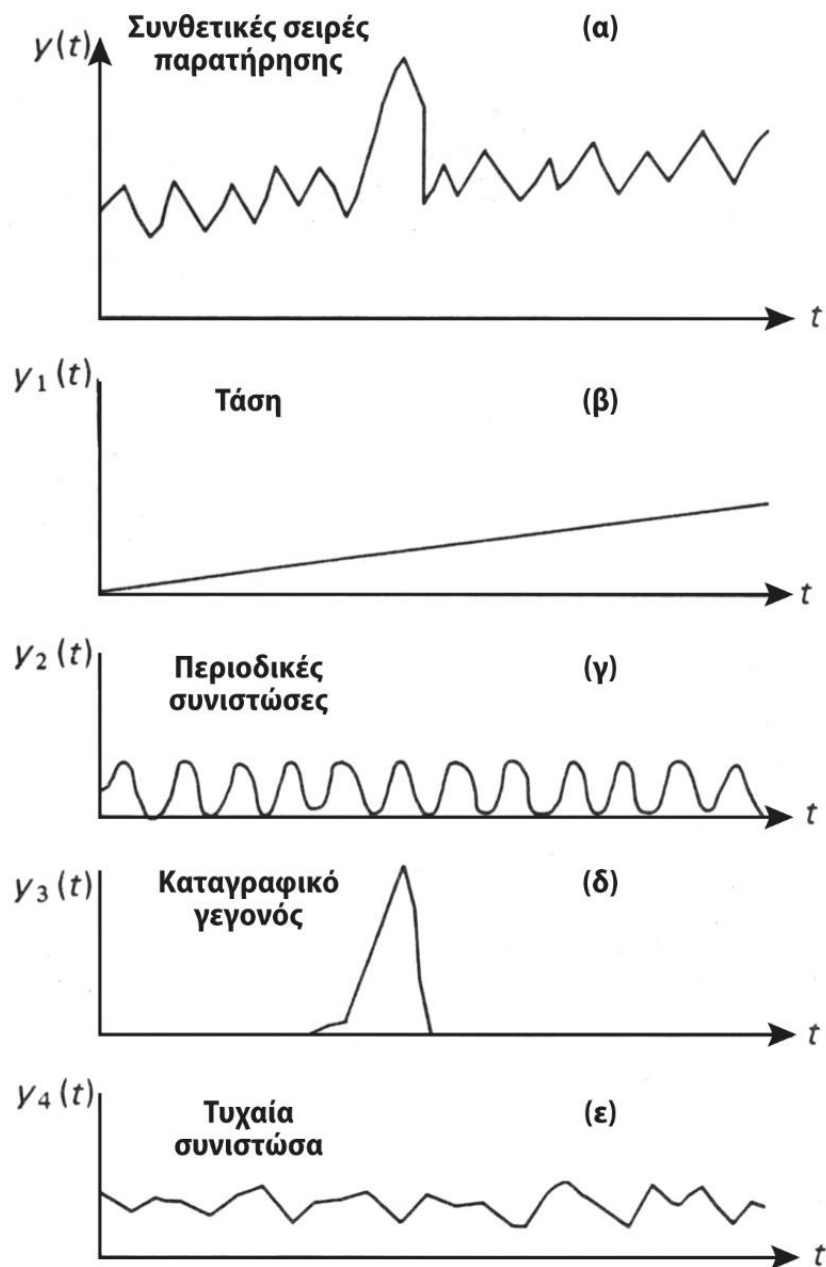 Συνθετικές σειρές
παρατήρησης
(α)
y(t)
t
y1(t)
Τάση
(β)
t
y2(t)
Περιοδικές
συνιστώσες
(γ)
t
y3(t)
Καταγραφικό
γεγονός
(δ)
t
y4(t)
Τυχαία
συνιστώσα
(ε)
t